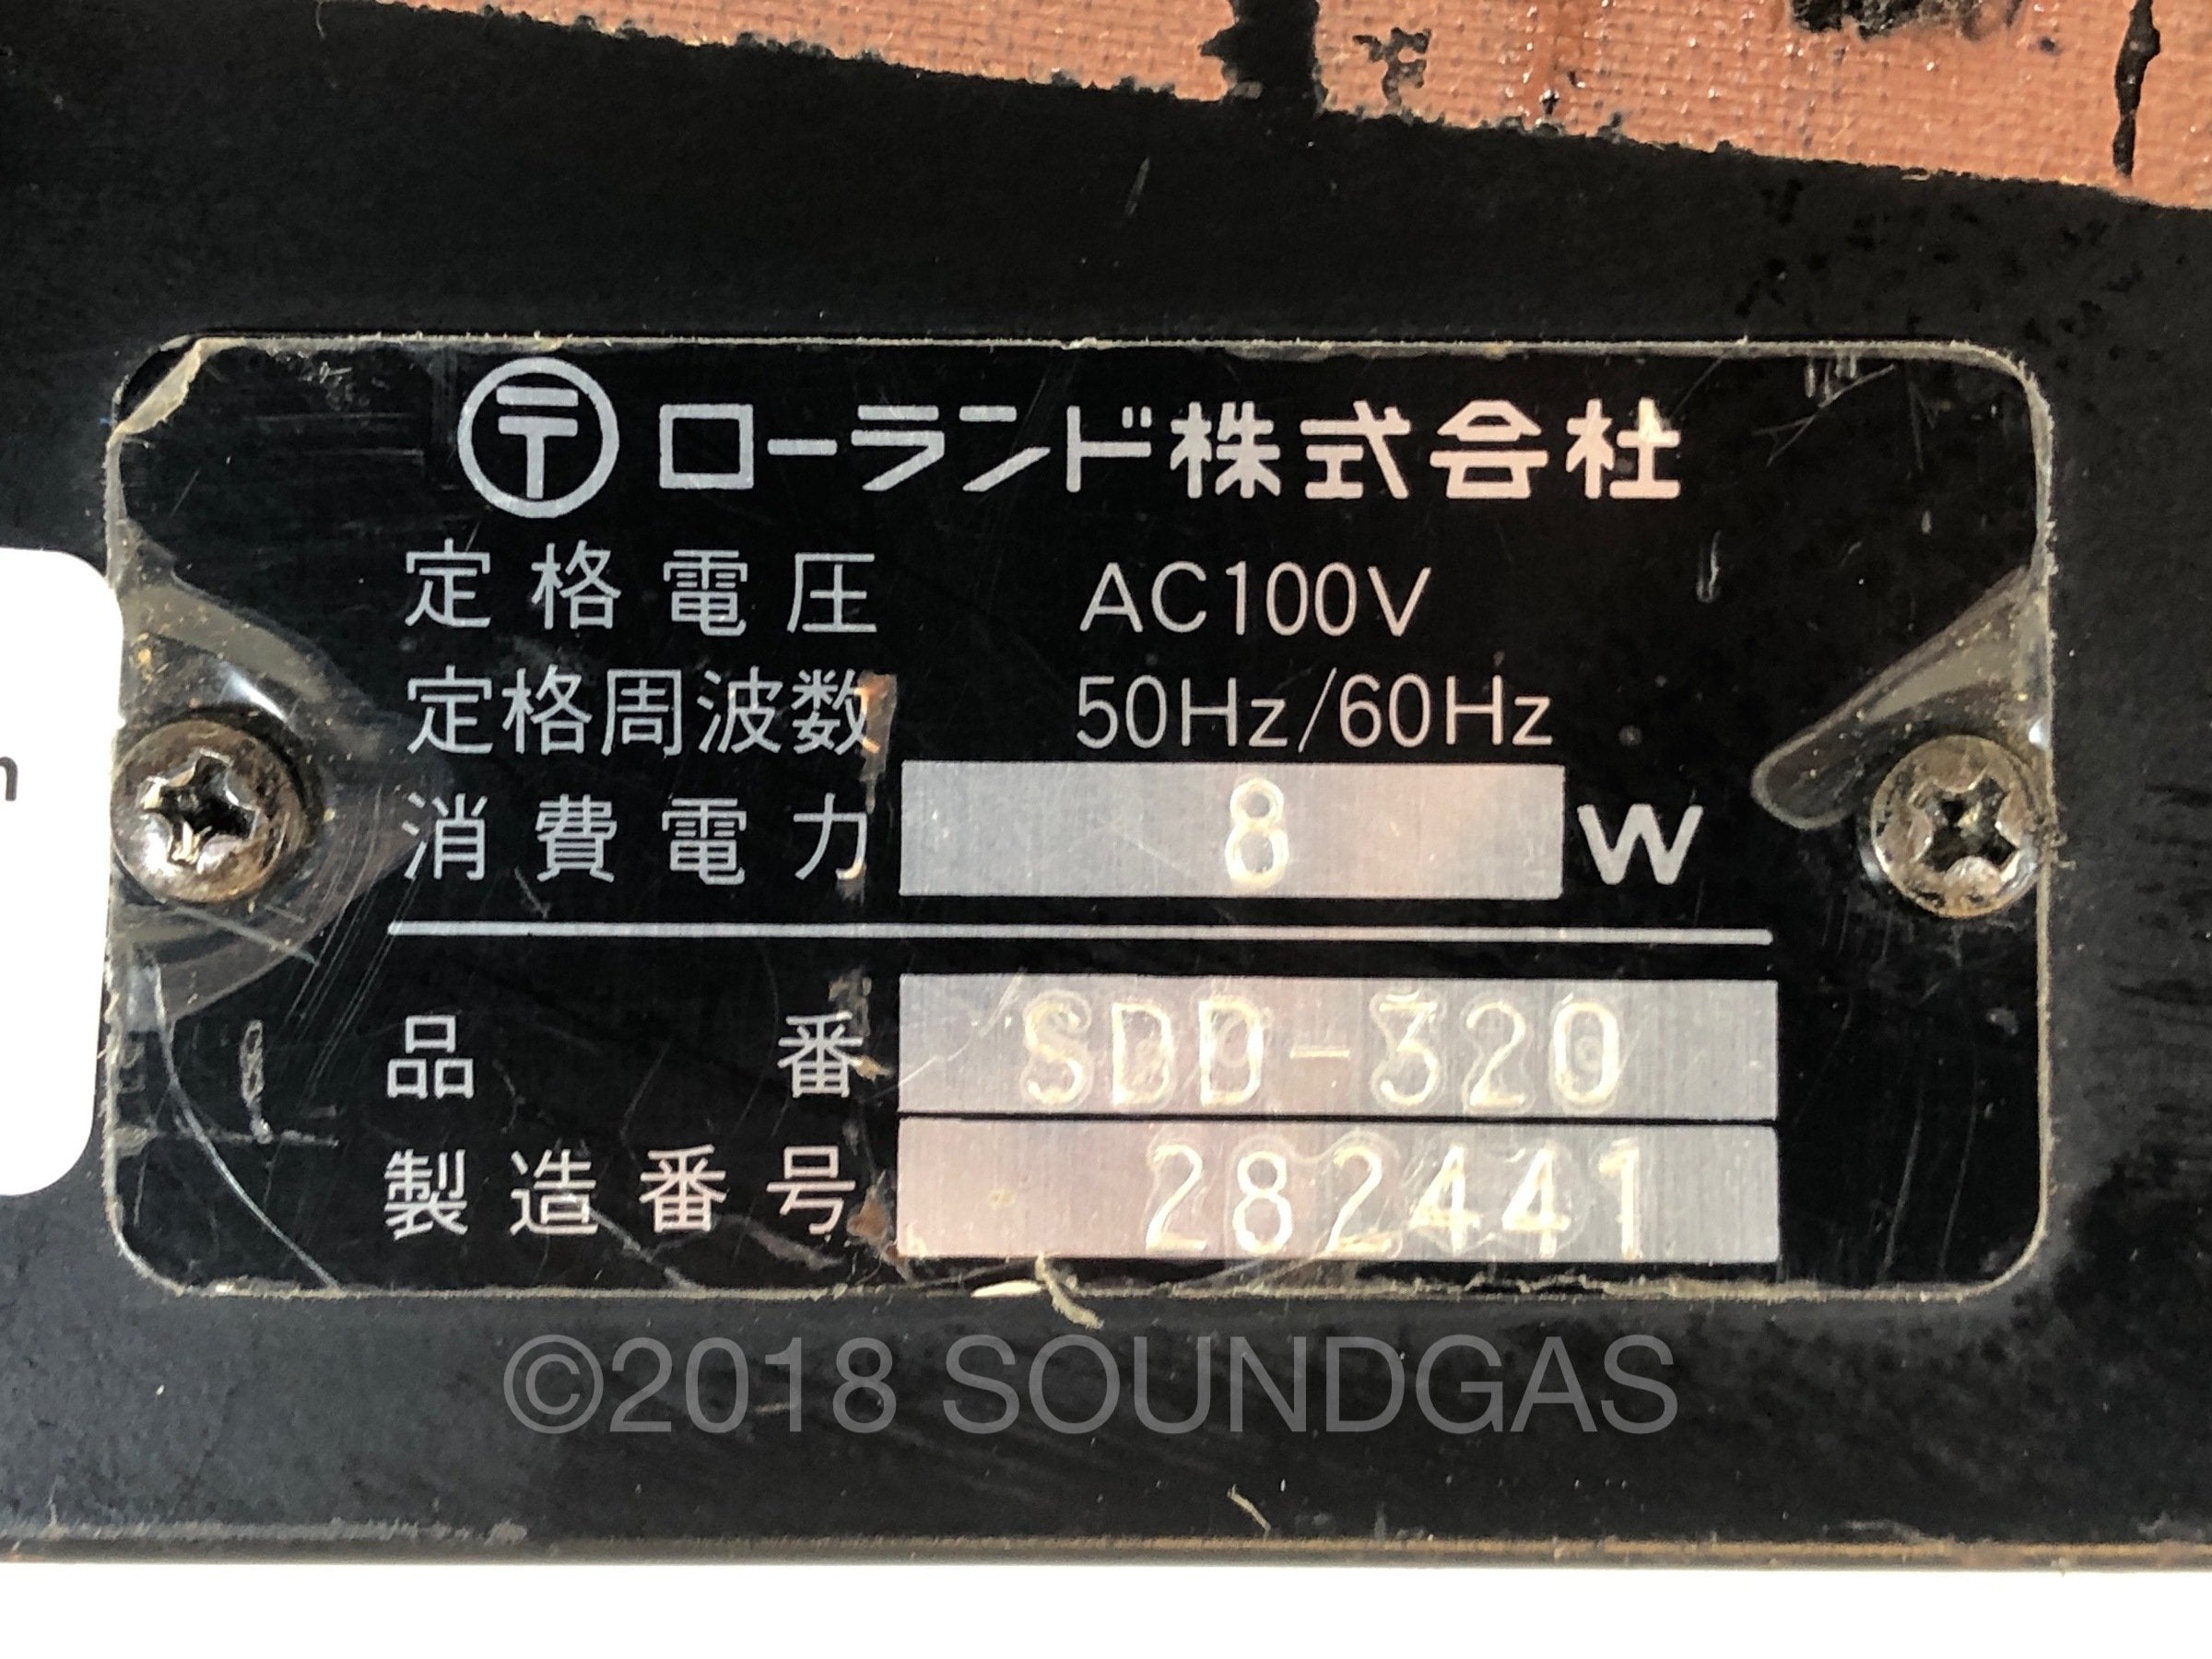 〶 ローランド株式会社
定格電圧 AC100V
定格周波数 50Hz/60Hz
消費電力 8 W
品番 SDD-320
製造番号 282441
©2018 SOUNDGAS